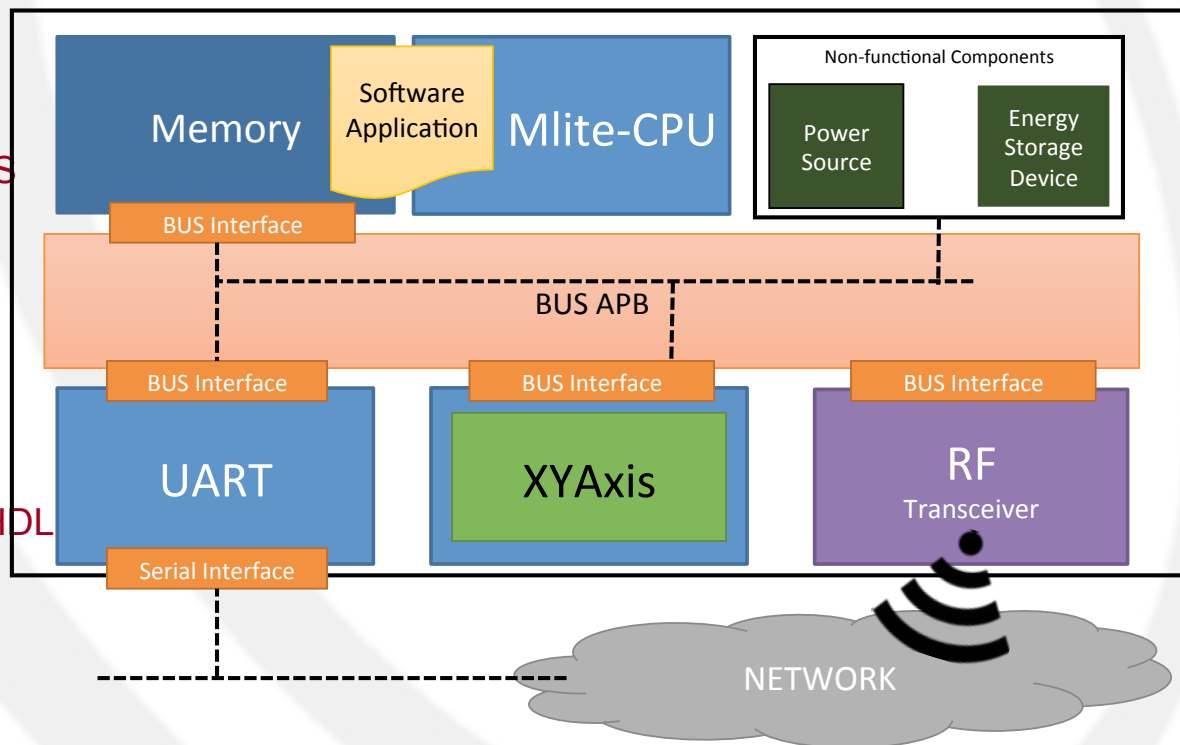 Non-functional Components
Software
Application
Memory
Mlite-CPU
Power
Source
Energy
Storage
Device
s
BUS Interface
BUS APB
BUS Interface
BUS Interface
BUS Interface
UART
XYAxis
RF
Transceiver
HDL
Serial Interface
NETWORK